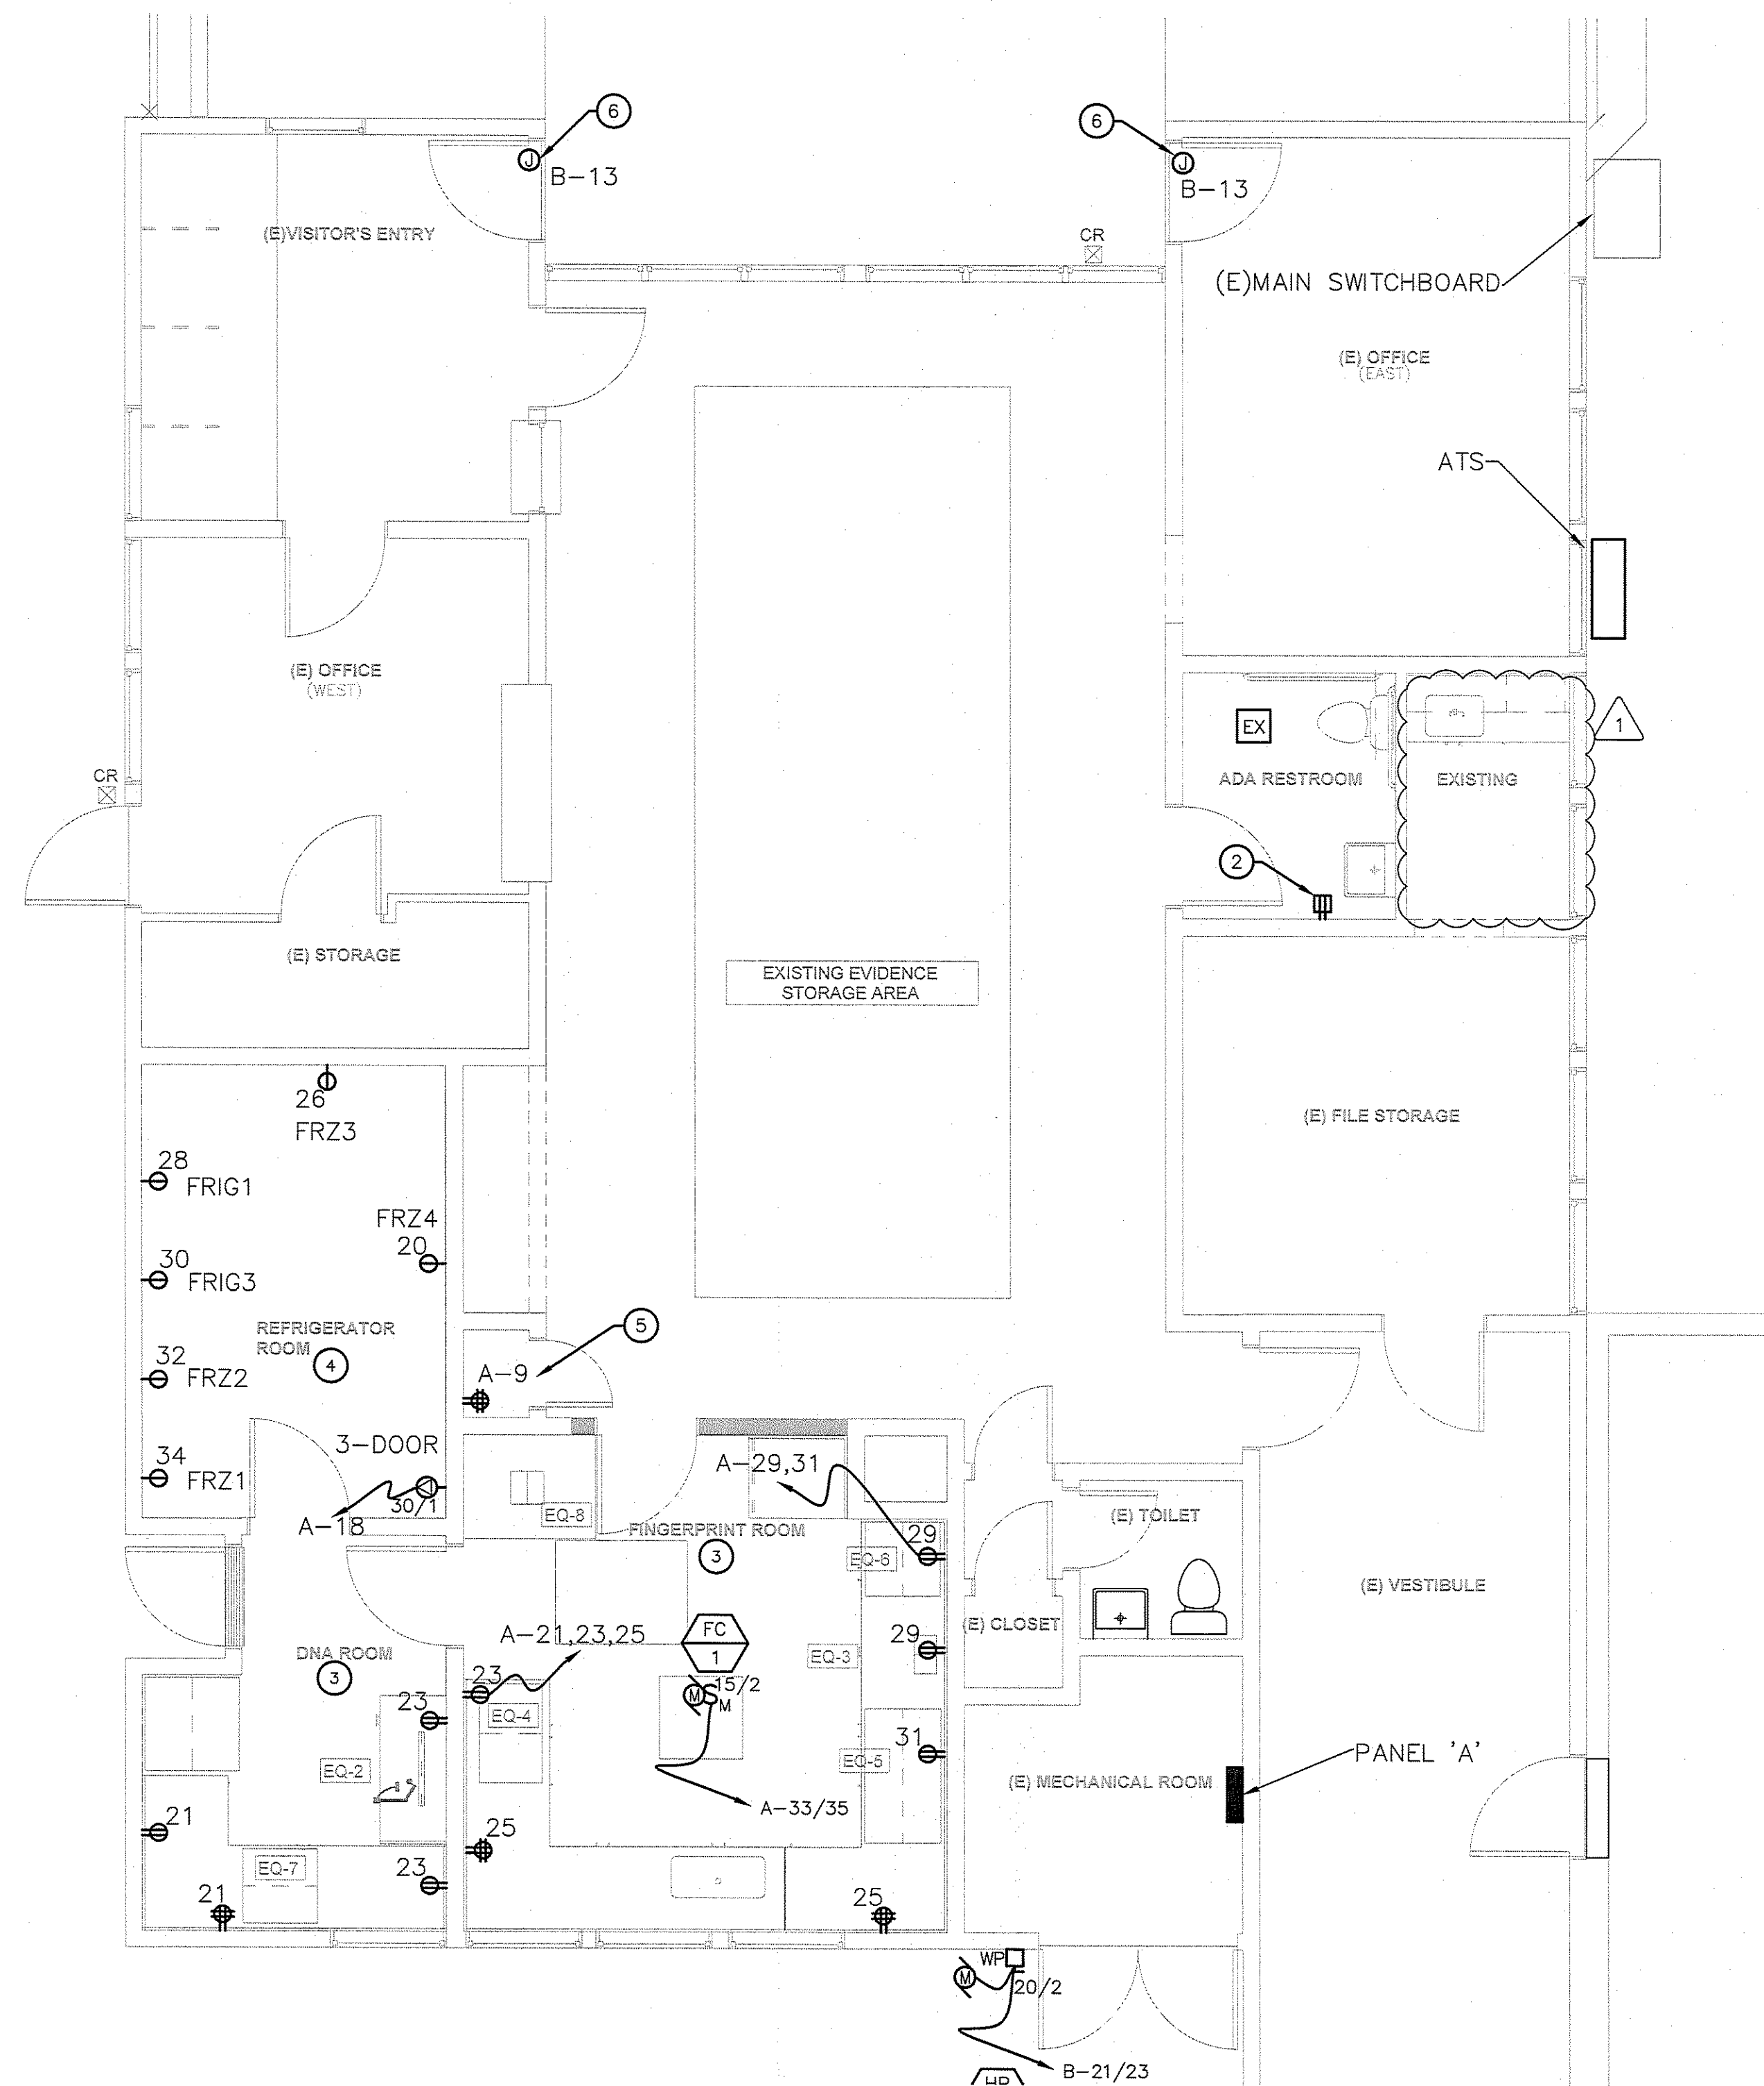 6
6
J
B-13
J
B-13
(E)VISITOR'S ENTRY
CR
(E)MAIN SWITCHBOARD
(E) OFFICE
(EAST)
ATS
(E) OFFICE
(WEST)
EX
1
ADA RESTROOM
EXISTING
CR
2
(E) STORAGE
EXISTING EVIDENCE
STORAGE AREA
26
FRZ3
(E) FILE STORAGE
28
FRIG1
FRZ4
20
30
FRIG3
REFRIGERATOR
ROOM
4
5
32
FRZ2
A-9
3-DOOR
34
FRZ1
30/1
A-18
A-29,31
EQ-8
FINGERPRINT ROOM
3
29
EQ-6
(E) TOILET
(E) VESTIBULE
(E) CLOSET
A-21,23,25
FC
1
29
EQ-3
DNA ROOM
3
23
23
EQ-4
M
S
M
15/2
31
EQ-5
EQ-2
PANEL 'A'
(E) MECHANICAL ROOM
A-33/35
21
25
EQ-7
23
21
25
WP
M
20/2
B-21/23
HP